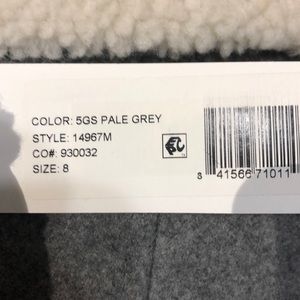 COLOR: 5GS PALE GREY
STYLE: 14967M
CO#: 930032
SIZE: 8
8 41566 71011